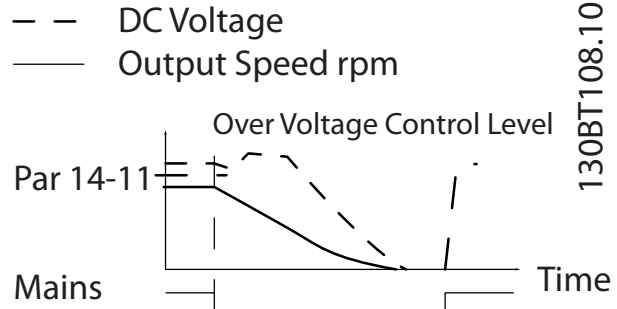 DC Voltage
Output Speed rpm
Over Voltage Control Level
Par 14-11
Mains
Time
130BT108.10